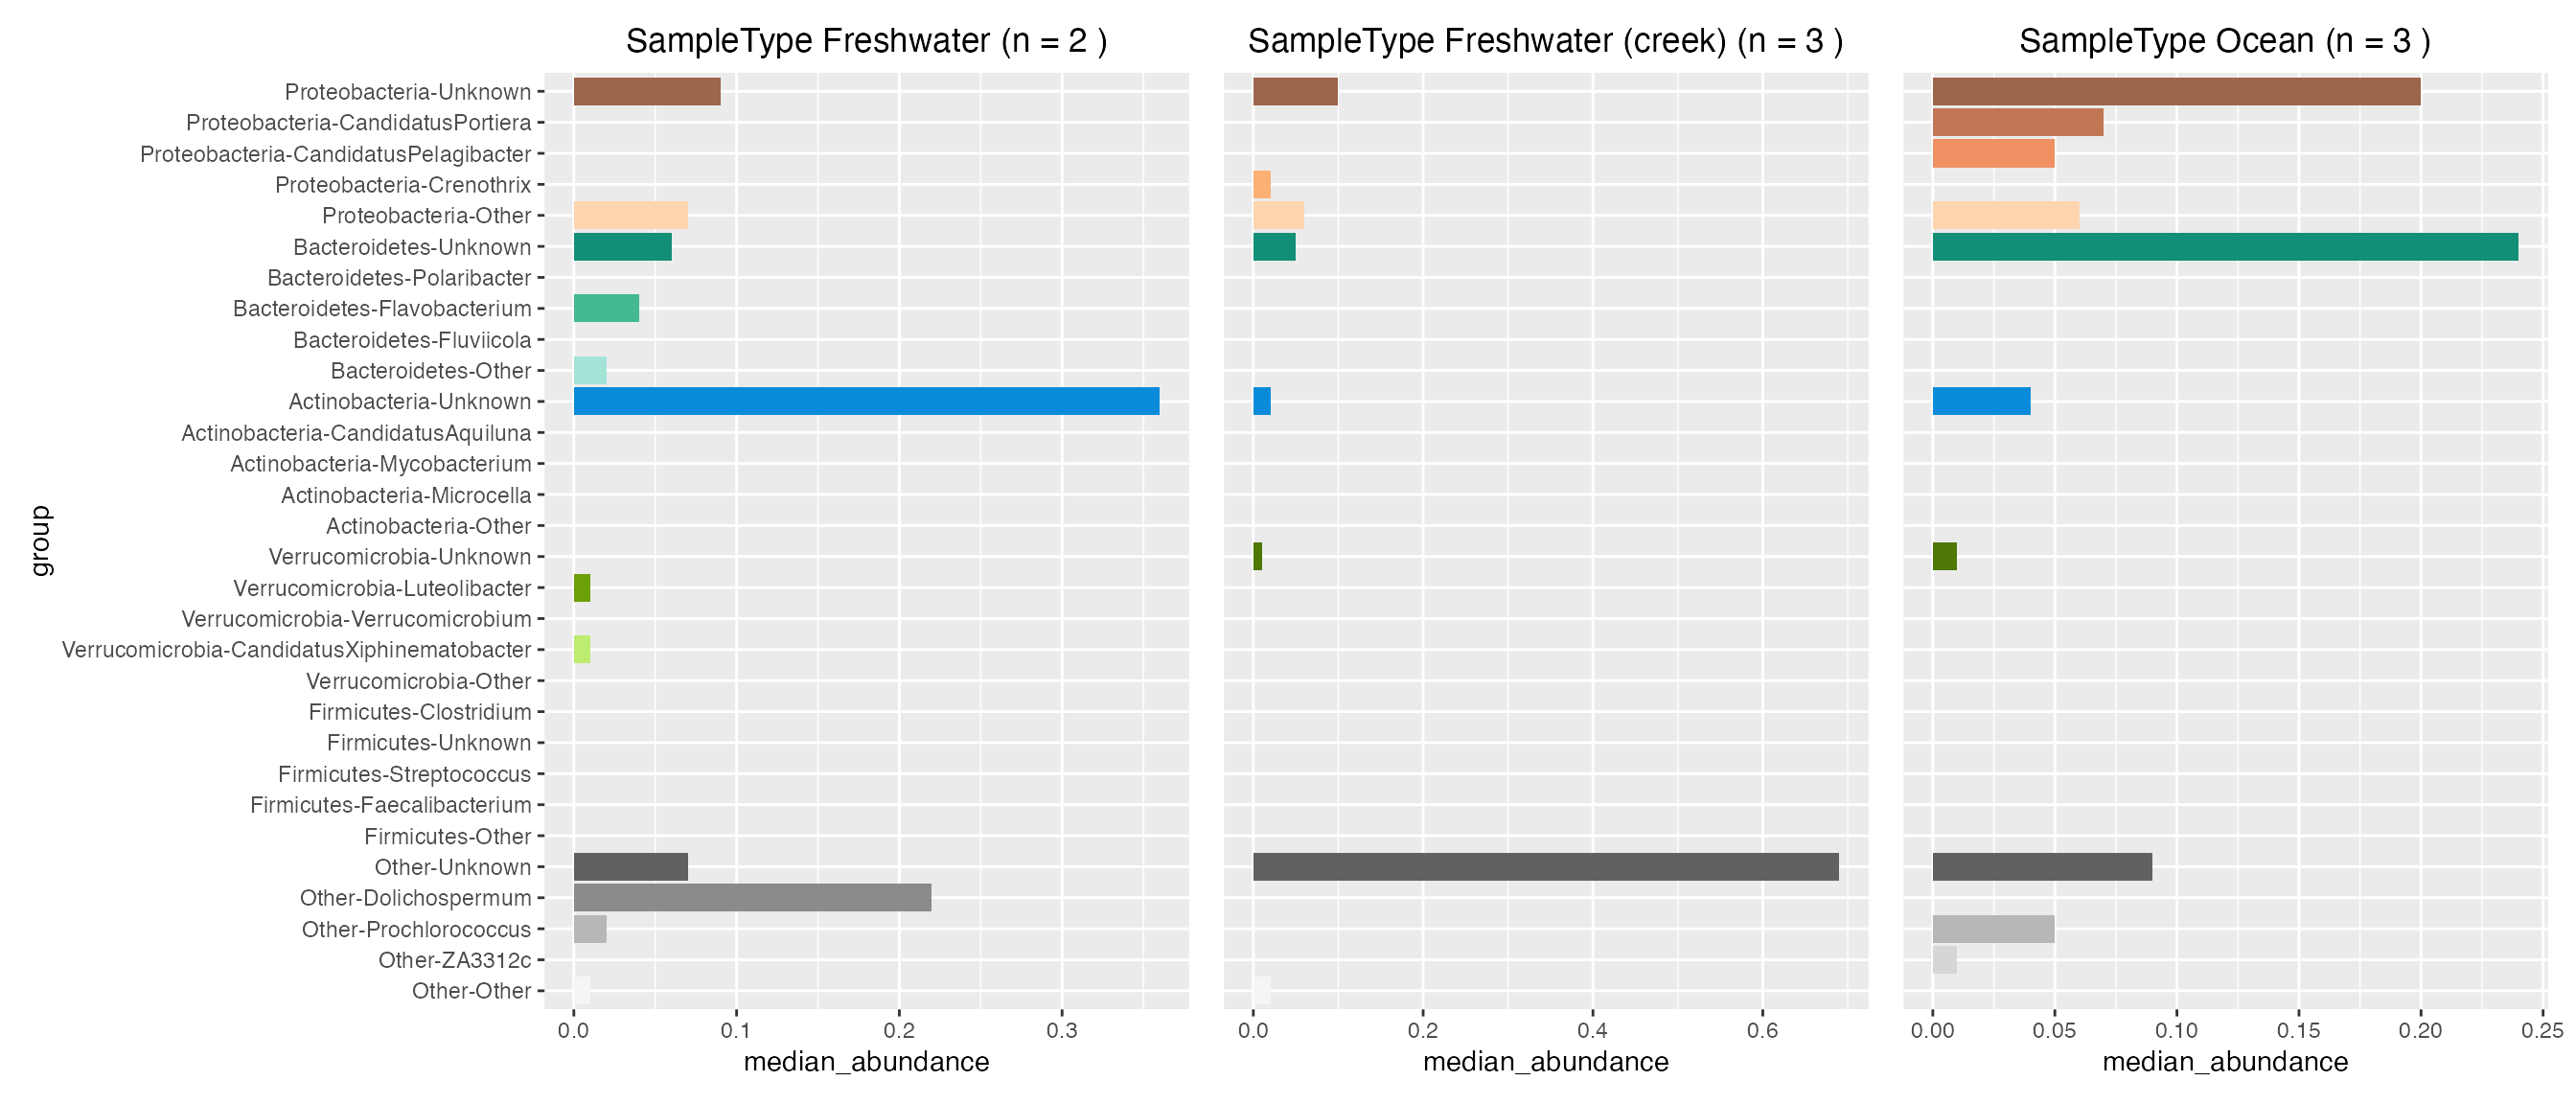 SampleType Freshwater (n = 2 )
SampleType Freshwater (creek) (n = 3 )
SampleType Ocean (n = 3 )
group
Proteobacteria-Unknown
Proteobacteria-CandidatusPortiera
Proteobacteria-CandidatusPelagibacter
Proteobacteria-Crenothrix
Proteobacteria-Other
Bacteroidetes-Unknown
Bacteroidetes-Polaribacter
Bacteroidetes-Flavobacterium
Bacteroidetes-Fluviicola
Bacteroidetes-Other
Actinobacteria-Unknown
Actinobacteria-CandidatusAquiluna
Actinobacteria-Mycobacterium
Actinobacteria-Microcella
Actinobacteria-Other
Verrucomicrobia-Unknown
Verrucomicrobia-Luteolibacter
Verrucomicrobia-Verrucomicrobium
Verrucomicrobia-CandidatusXiphinematobacter
Verrucomicrobia-Other
Firmicutes-Clostridium
Firmicutes-Unknown
Firmicutes-Streptococcus
Firmicutes-Faecalibacterium
Firmicutes-Other
Other-Unknown
Other-Dolichospermum
Other-Prochlorococcus
Other-ZA3312c
Other-Other
0.0 0.1 0.2 0.3
0.0 0.2 0.4 0.6
0.00 0.05 0.10 0.15 0.20 0.25
median_abundance
median_abundance
median_abundance